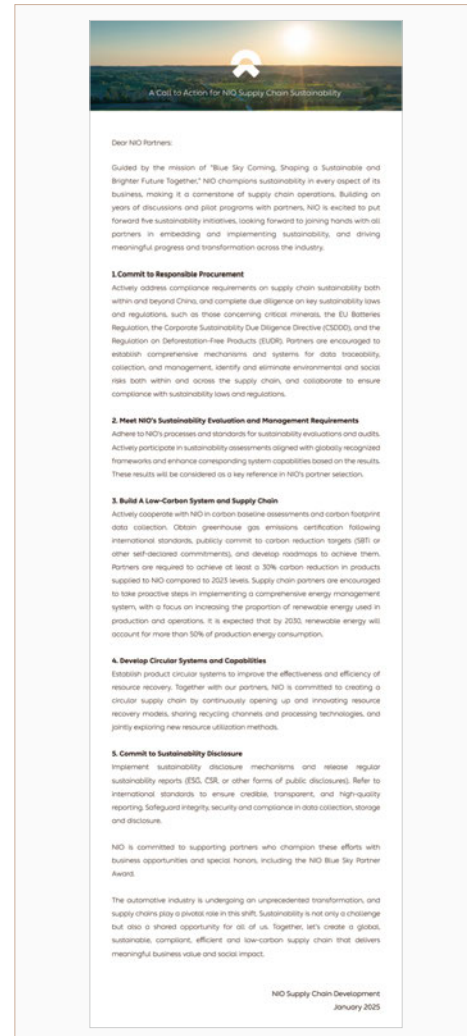 A Call to Action for NIO Supply Chain Sustainability
Dear NIO Partners:
Guided by the mission of "Blue Sky Coming, Shaping a Sustainable and
Brighter Future Together," NIO champions sustainability in every aspect of its
business, making it a cornerstone of supply chain operations. Building on
years of discussions and pilot programs with partners, NIO is excited to put
forward five sustainability initiatives, looking forward to joining hands with all
partners in embedding and implementing sustainability, and driving
meaningful progress and transformation across the industry.
1.Commit to Responsible Procurement
Actively address compliance requirements on supply chain sustainability both
within and beyond China, and complete due diligence on key sustainability laws
and regulations, such as those concerning critical minerals, the EU Batteries
Regulation, the Corporate Sustainability Due Diligence Directive (CSDDD), and the
Regulation on Deforestation-Free Products (EUDR). Partners are encouraged to
establish comprehensive mechanisms and systems for data traceability,
collection, and management, identify and eliminate environmental and social
risks both within and across the supply chain, and collaborate to ensure
compliance with sustainability laws and regulations.
2. Meet NIO's Sustainability Evaluation and Management Requirements
Adhere to NIO's processes and standards for sustainability evaluations and audits.
Actively participate in sustainability assessments aligned with globally recognized
frameworks and enhance corresponding system capabilities based on the results.
These results will be considered as a key reference in NIO's partner selection.
3. Build A Low-Carbon System and Supply Chain
Actively cooperate with NIO in carbon baseline assessments and carbon footprint
data collection. Obtain greenhouse gas emissions certification following
international standards, publicly commit to carbon reduction targets (SBTi or
other self-declared commitments), and develop roadmaps to achieve them.
Partners are required to achieve at least a 30% carbon reduction in products
supplied to NIO compared to 2023 levels. Supply chain partners are encouraged
to take proactive steps in implementing a comprehensive energy management
system, with a focus on increasing the proportion of renewable energy used in
production and operations. It is expected that by 2030, renewable energy will
account for more than 50% of production energy consumption.
4. Develop Circular Systems and Capabilities
Establish product circular systems to improve the effectiveness and efficiency of
resource recovery. Together with our partners, NIO is committed to creating a
circular supply chain by continuously opening up and innovating resource
recovery models, sharing recycling channels and processing technologies, and
jointly exploring new resource utilization methods.
5. Commit to Sustainability Disclosure
Implement sustainability disclosure mechanisms and release regular
sustainability reports (ESG, CSR, or other forms of public disclosures). Refer to
international standards to ensure credible, transparent, and high-quality
reporting. Safeguard integrity, security and compliance in data collection, storage
and disclosure.
NIO is committed to supporting partners who champion these efforts with
business opportunities and special honors, including the NIO Blue Sky Partner
Award.
The automotive industry is undergoing an unprecedented transformation, and
supply chains play a pivotal role in this shift. Sustainability is not only a challenge
but also a shared opportunity for all of us. Together, let's create a global,
sustainable, compliant, efficient and low-carbon supply chain that delivers
meaningful business value and social impact.
NIO Supply Chain Development
January 2025